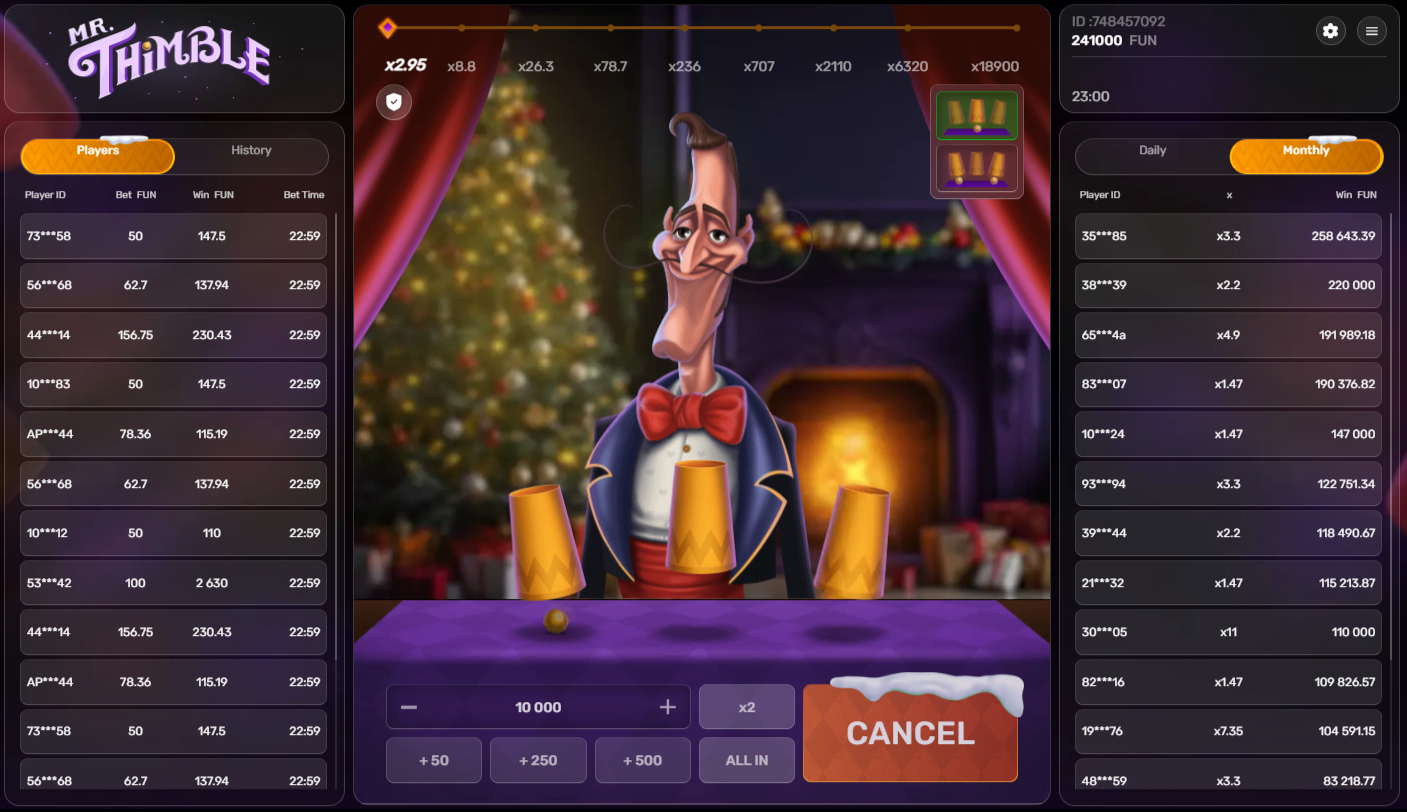 MR.
THIMBLE
Players History
Player ID Bet FUN Win FUN Bet Time
73***58 50 147.5 22:59
56***68 62.7 137.94 22:59
44***14 156.75 230.43 22:59
10***83 50 147.5 22:59
AP***44 78.36 115.19 22:59
56***68 62.7 137.94 22:59
10***12 50 110 22:59
53***42 100 2 630 22:59
44***14 156.75 230.43 22:59
AP***44 78.36 115.19 22:59
73***58 50 147.5 22:59
56***68 62.7 137.94 22:59
x2.95 x8.8 x26.3 x78.7 x236 x707 x2110 x6320 x18900
10 000
x2
+ 50 + 250 + 500 ALL IN
CANCEL
ID :748457092
241000 FUN
23:00
Daily Monthly
Player ID x Win FUN
35***85 x3.3 258 643.39
38***39 x2.2 220 000
65***4a x4.9 191 989.18
83***07 x1.47 190 376.82
10***24 x1.47 147 000
93***94 x3.3 122 751.34
39***44 x2.2 118 490.67
21***32 x1.47 115 213.87
30***05 x11 110 000
82***16 x1.47 109 826.57
19***76 x7.35 104 591.15
48***59 x3.3 83 218.77